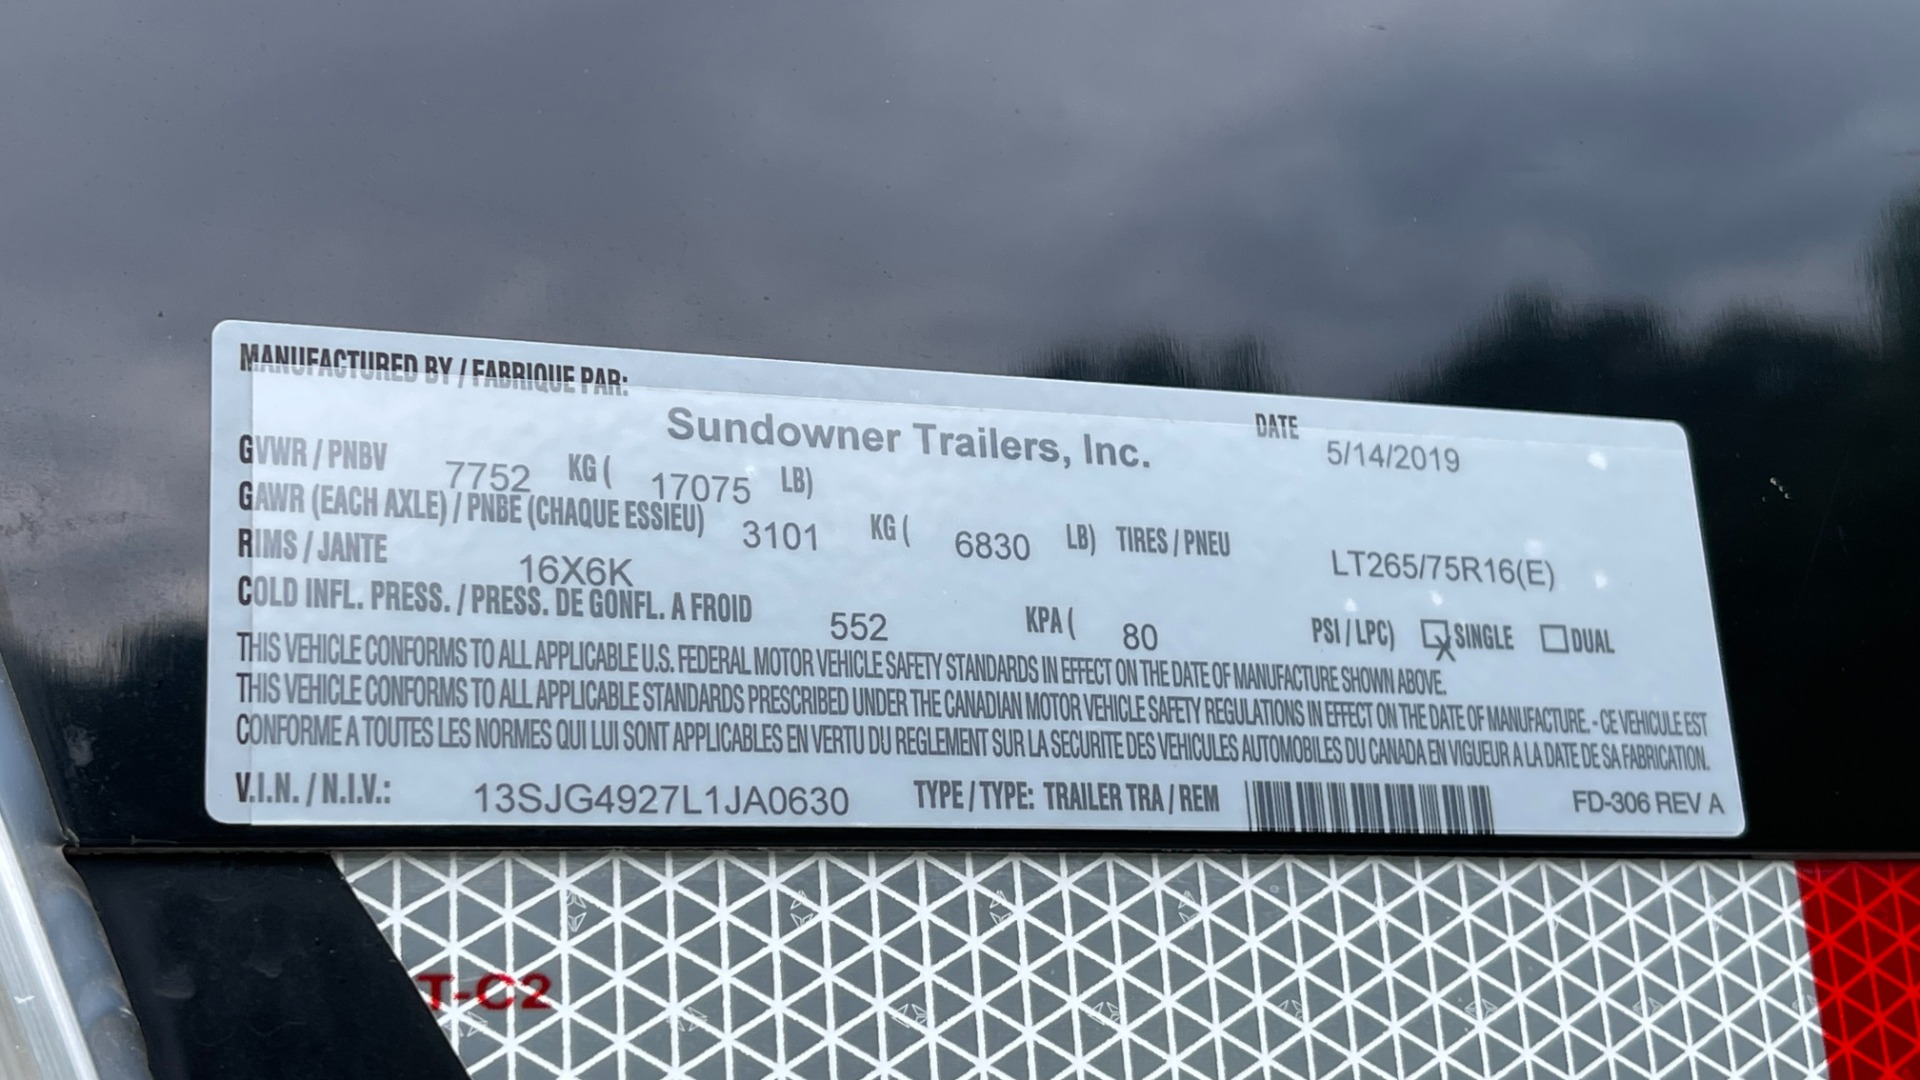 MANUFACTURED BY / FABRIQUE PAR:
Sundowner Trailers, Inc. DATE 5/14/2019
GVWR / PNBV 7752 KG ( 17075 LB)
GAWR (EACH AXLE) / PNBE (CHAQUE ESSIEU) 3101 KG ( 6830 LB) TIRES / PNEU LT265/75R16(E)
RIMS / JANTE 16X6K
COLD INFL. PRESS. / PRESS. DE GONFL. A FROID 552 KPA ( 80 PSI / LPC) X SINGLE DUAL
THIS VEHICLE CONFORMS TO ALL APPLICABLE U.S. FEDERAL MOTOR VEHICLE SAFETY STANDARDS IN EFFECT ON THE DATE OF MANUFACTURE SHOWN ABOVE.
THIS VEHICLE CONFORMS TO ALL APPLICABLE STANDARDS PRESCRIBED UNDER THE CANADIAN MOTOR VEHICLE SAFETY REGULATIONS IN EFFECT ON THE DATE OF MANUFACTURE. - CE VEHICULE EST
CONFORME A TOUTES LES NORMES QUI LUI SONT APPLICABLES EN VERTU DU REGLEMENT SUR LA SECURITE DES VEHICULES AUTOMOBILES DU CANADA EN VIGUEUR A LA DATE DE SA FABRICATION.
V.I.N. / N.I.V.: 13SJG4927L1JA0630 TYPE / TYPE: TRAILER TRA / REM FD-306 REV A
T-C2